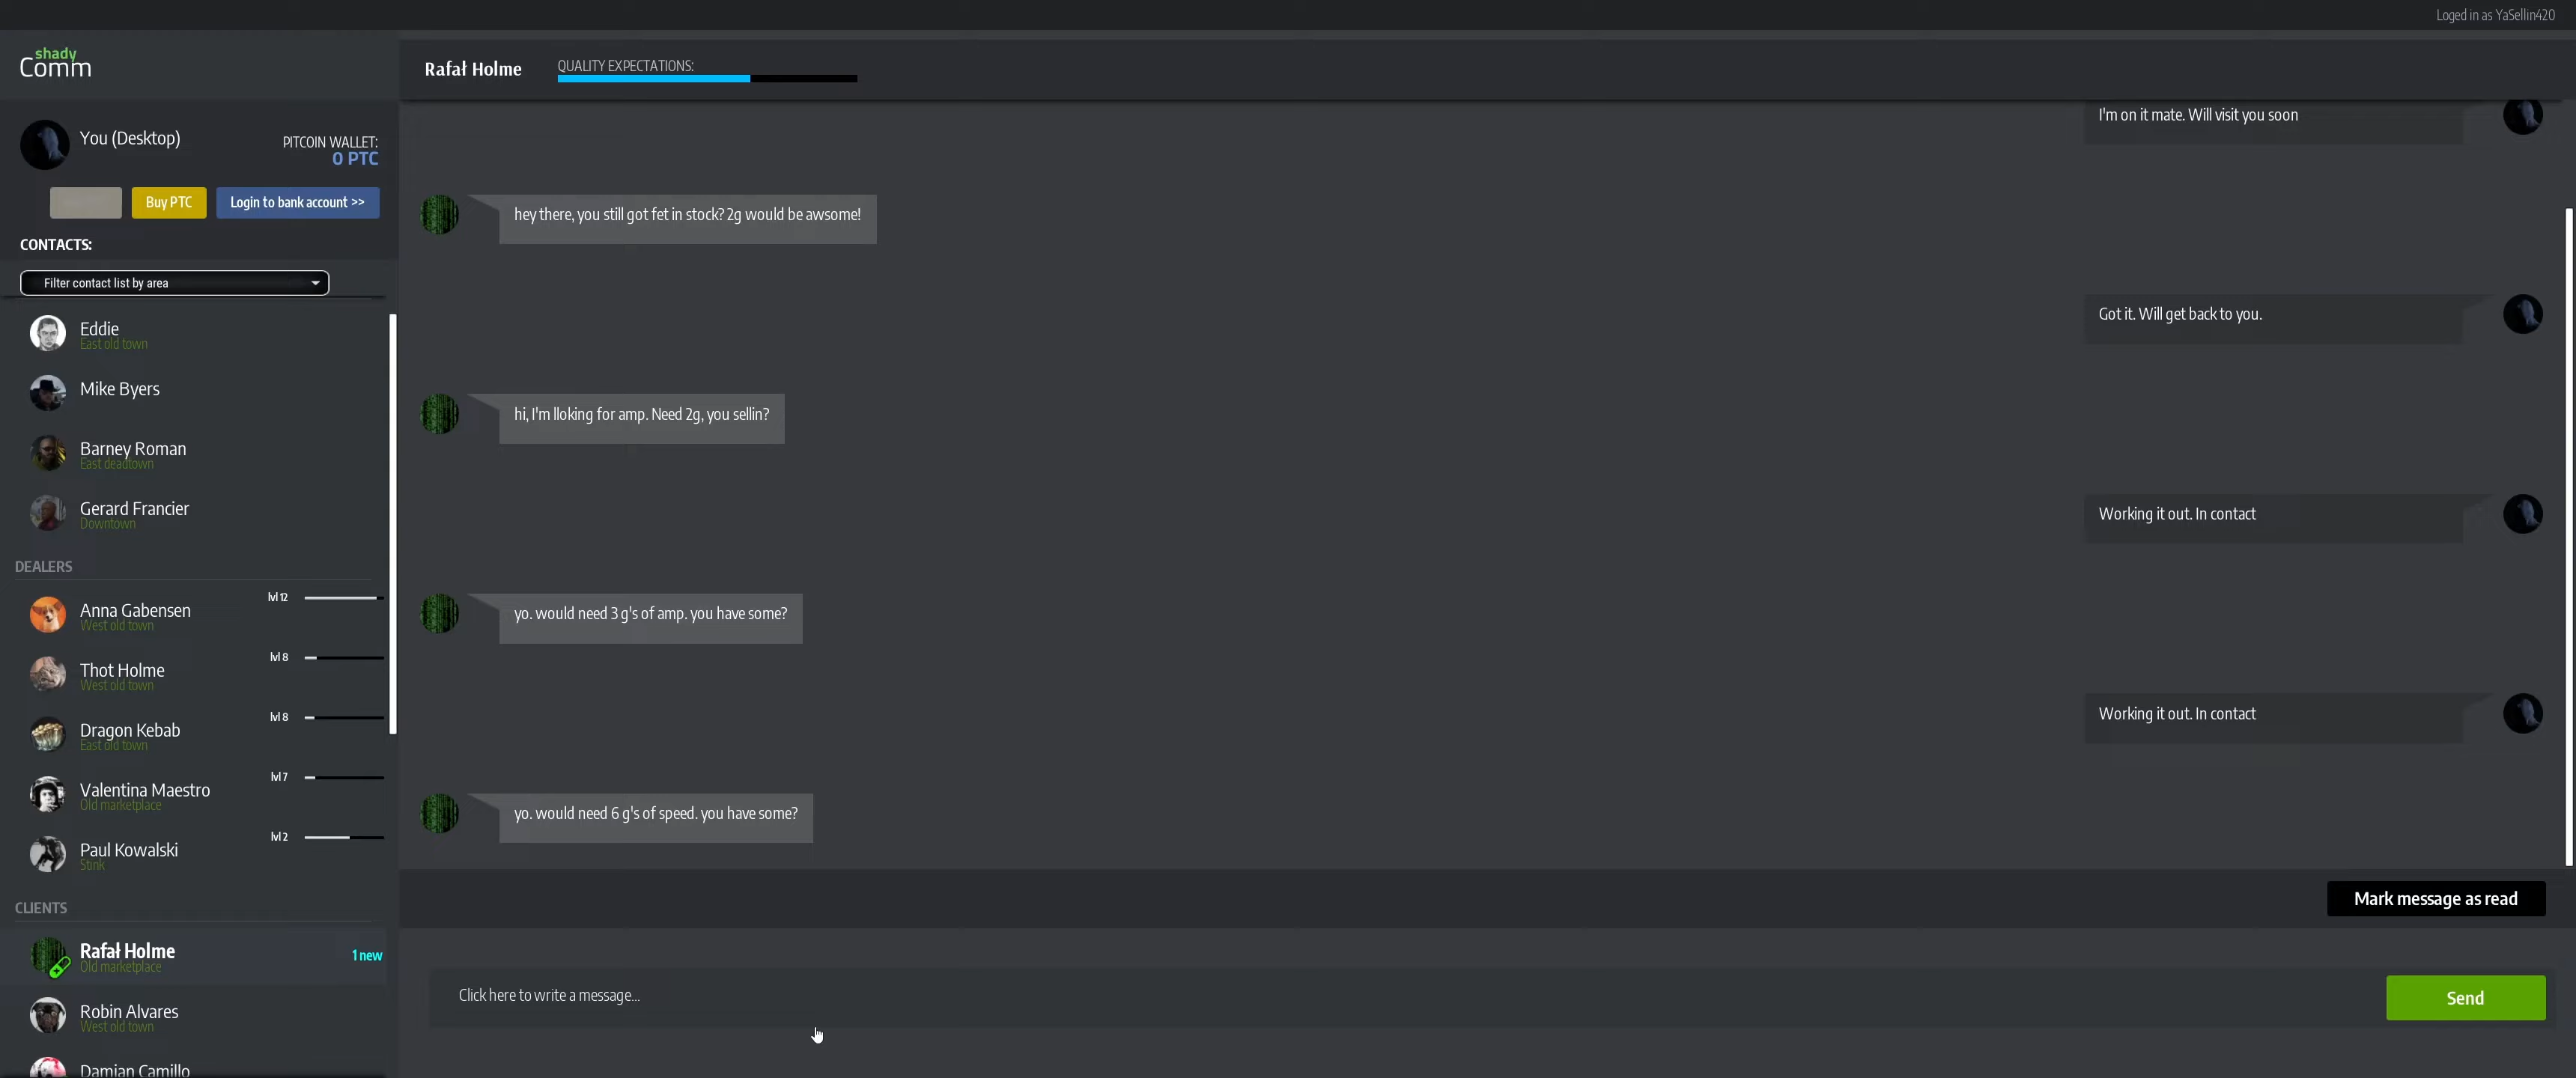 Loged in as YaSellin420
shady
Comm
Rafał Holme
QUALITY EXPECTATIONS:
You (Desktop)
PITCOIN WALLET:
0 PTC
Buy PTC
Login to bank account >>
CONTACTS:
Filter contact list by area
Eddie
East old town
Mike Byers
Barney Roman
East deadtown
Gerard Francier
Downtown
DEALERS
Anna Gabensen
West old town
lvl 12
Thot Holme
West old town
lvl 8
Dragon Kebab
East old town
lvl 8
Valentina Maestro
Old marketplace
lvl 7
Paul Kowalski
Stink
lvl 2
CLIENTS
Rafał Holme
Old marketplace
1 new
Robin Alvares
West old town
Damian Camillo
I'm on it mate. Will visit you soon
hey there, you still got fet in stock? 2g would be awsome!
Got it. Will get back to you.
hi, I'm lloking for amp. Need 2g, you sellin?
Working it out. In contact
yo. would need 3 g's of amp. you have some?
Working it out. In contact
yo. would need 6 g's of speed. you have some?
Mark message as read
Click here to write a message...
Send